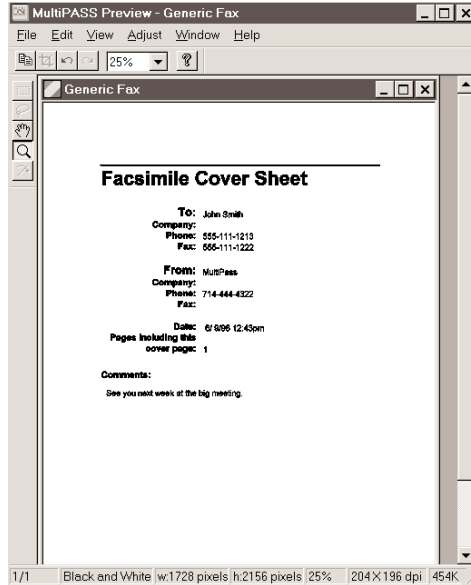 MultiPASS Preview - Generic Fax
File Edit View Adjust Window Help
25%
Generic Fax
Facsimile Cover Sheet
To: John Smith
Company:
Phone: 555-111-1213
Fax: 555-111-1222
From: MultiPass
Company:
Phone: 714-444-4322
Fax:
Date: 6/ 9/95 12:43pm
Pages including this
cover page: 1
Comments:
See you next week at the big meeting.
1/1 Black and White w:1728 pixels h:2156 pixels 25% 204X196 dpi 454K